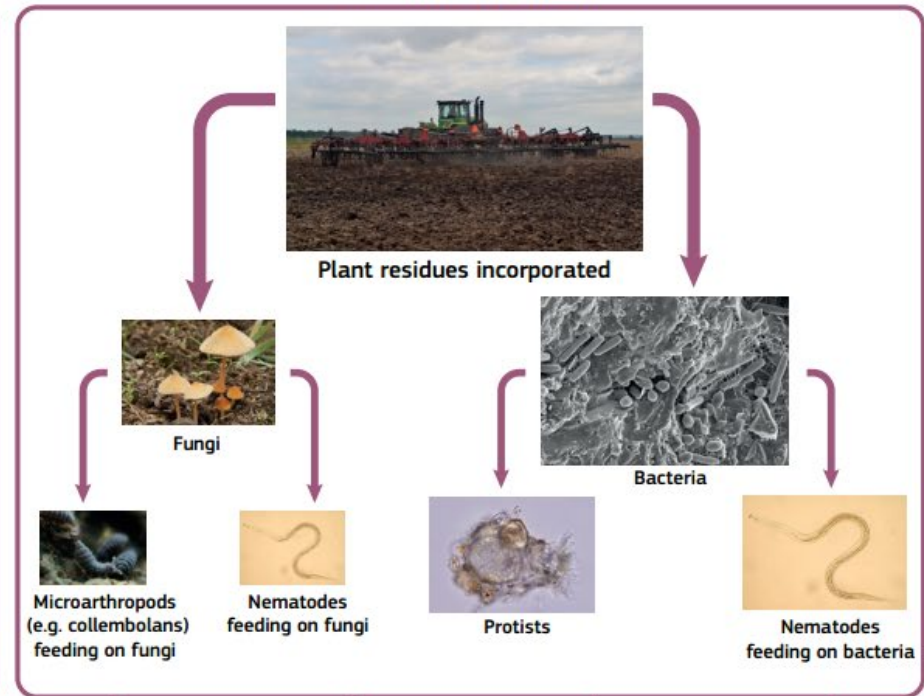 Plant residues incorporated
Fungi
Bacteria
Microarthropods
(e.g. collembolans)
feeding on fungi
Nematodes
feeding on fungi
Protists
Nematodes
feeding on bacteria